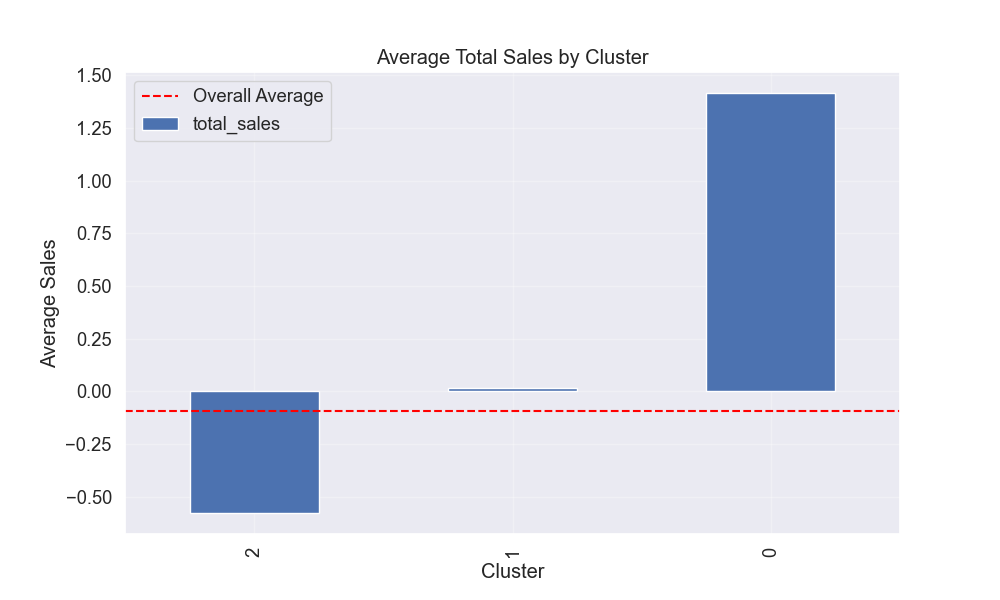 Average Total Sales by Cluster
Overall Average
total_sales
1.50
1.25
1.00
0.75
0.50
0.25
0.00
−0.25
−0.50
Average Sales
2
1
0
Cluster